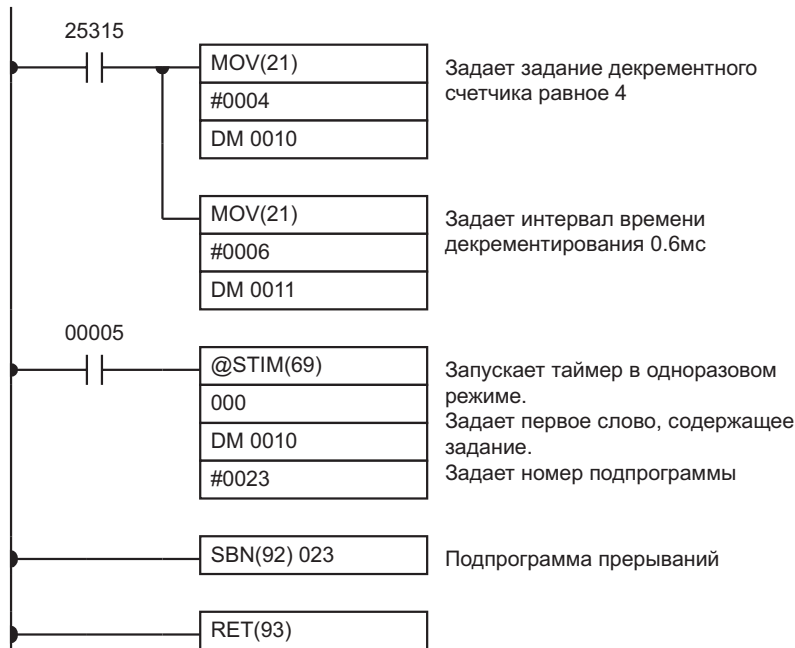 25315
MOV(21)
#0004
DM 0010
Задает задание декрементного
счетчика равное 4
MOV(21)
#0006
DM 0011
Задает интервал времени
декрементирования 0.6мс
00005
@STIM(69)
000
DM 0010
#0023
Запускает таймер в одноразовом
режиме.
Задает первое слово, содержащее
задание.
Задает номер подпрограммы
SBN(92) 023
Подпрограмма прерываний
RET(93)